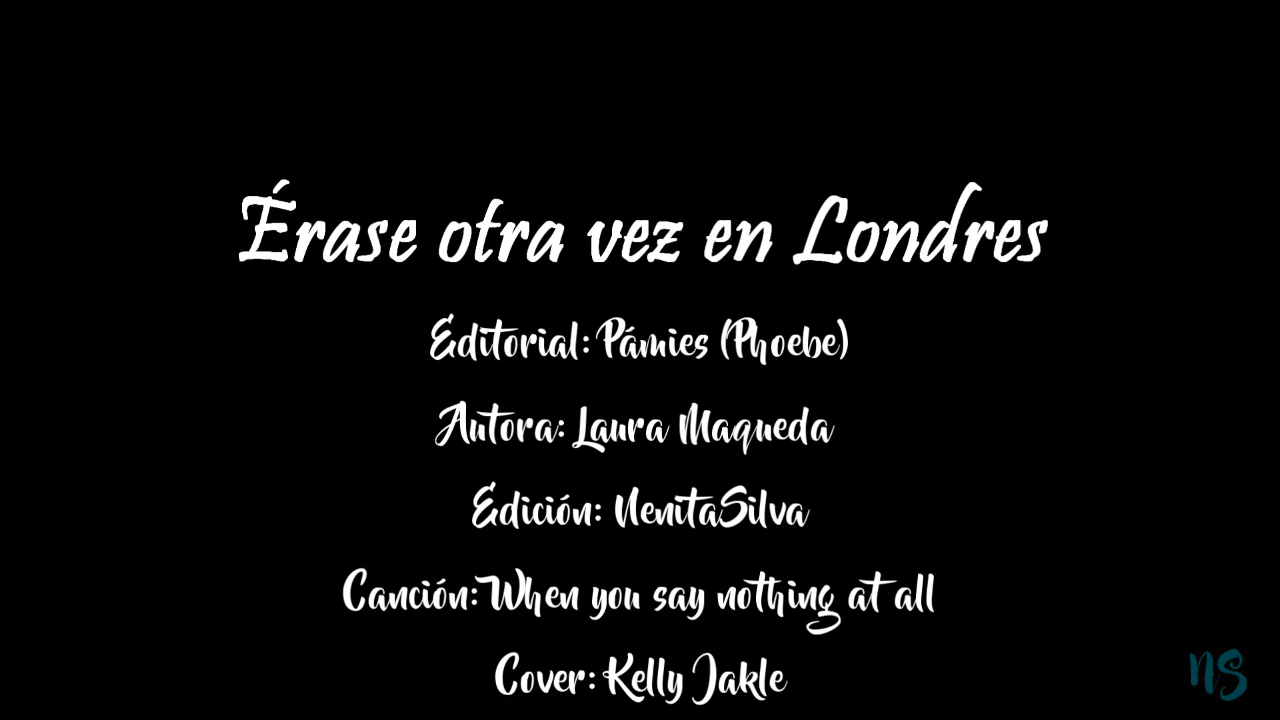 Érase otra vez en Londres
Editorial: Pámies (Phoebe)
Autora: Laura Maqueda
Edición: NenitaSilva
Canción: When you say nothing at all
Cover: Kelly Jakle
NS